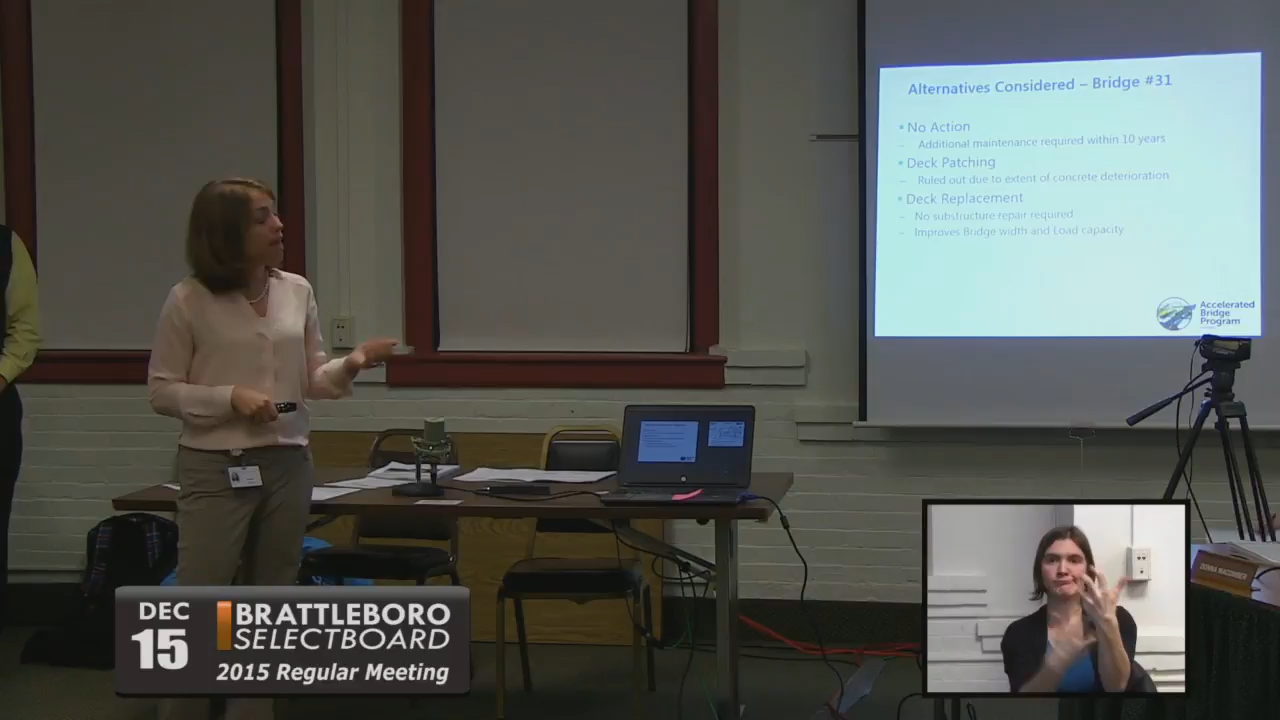 Alternatives Considered – Bridge #31
▪ No Action
– Additional maintenance required within 10 years
▪ Deck Patching
– Ruled out due to extent of concrete deterioration
▪ Deck Replacement
– No substructure repair required
– Improves Bridge width and Load capacity
Accelerated
Bridge
Program
DONNA MACOMBER
DEC
15
BRATTLEBORO
SELECTBOARD
2015 Regular Meeting